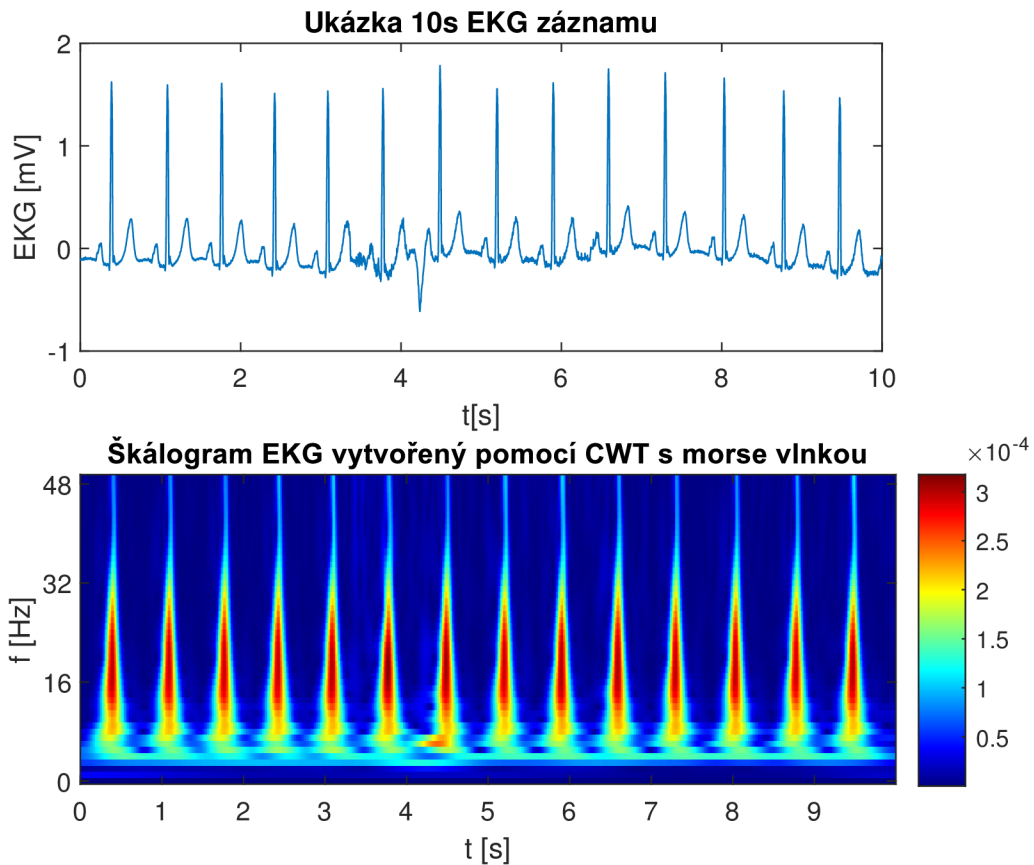 Ukázka 10s EKG záznamu
2
1
0
-1
EKG [mV]
0 2 4 6 8 10
t[s]
Škálogram EKG vytvořený pomocí CWT s morse vlnkou
×10-4
48
32
16
0
f [Hz]
3
2.5
2
1.5
1
0.5
0 1 2 3 4 5 6 7 8 9
t [s]